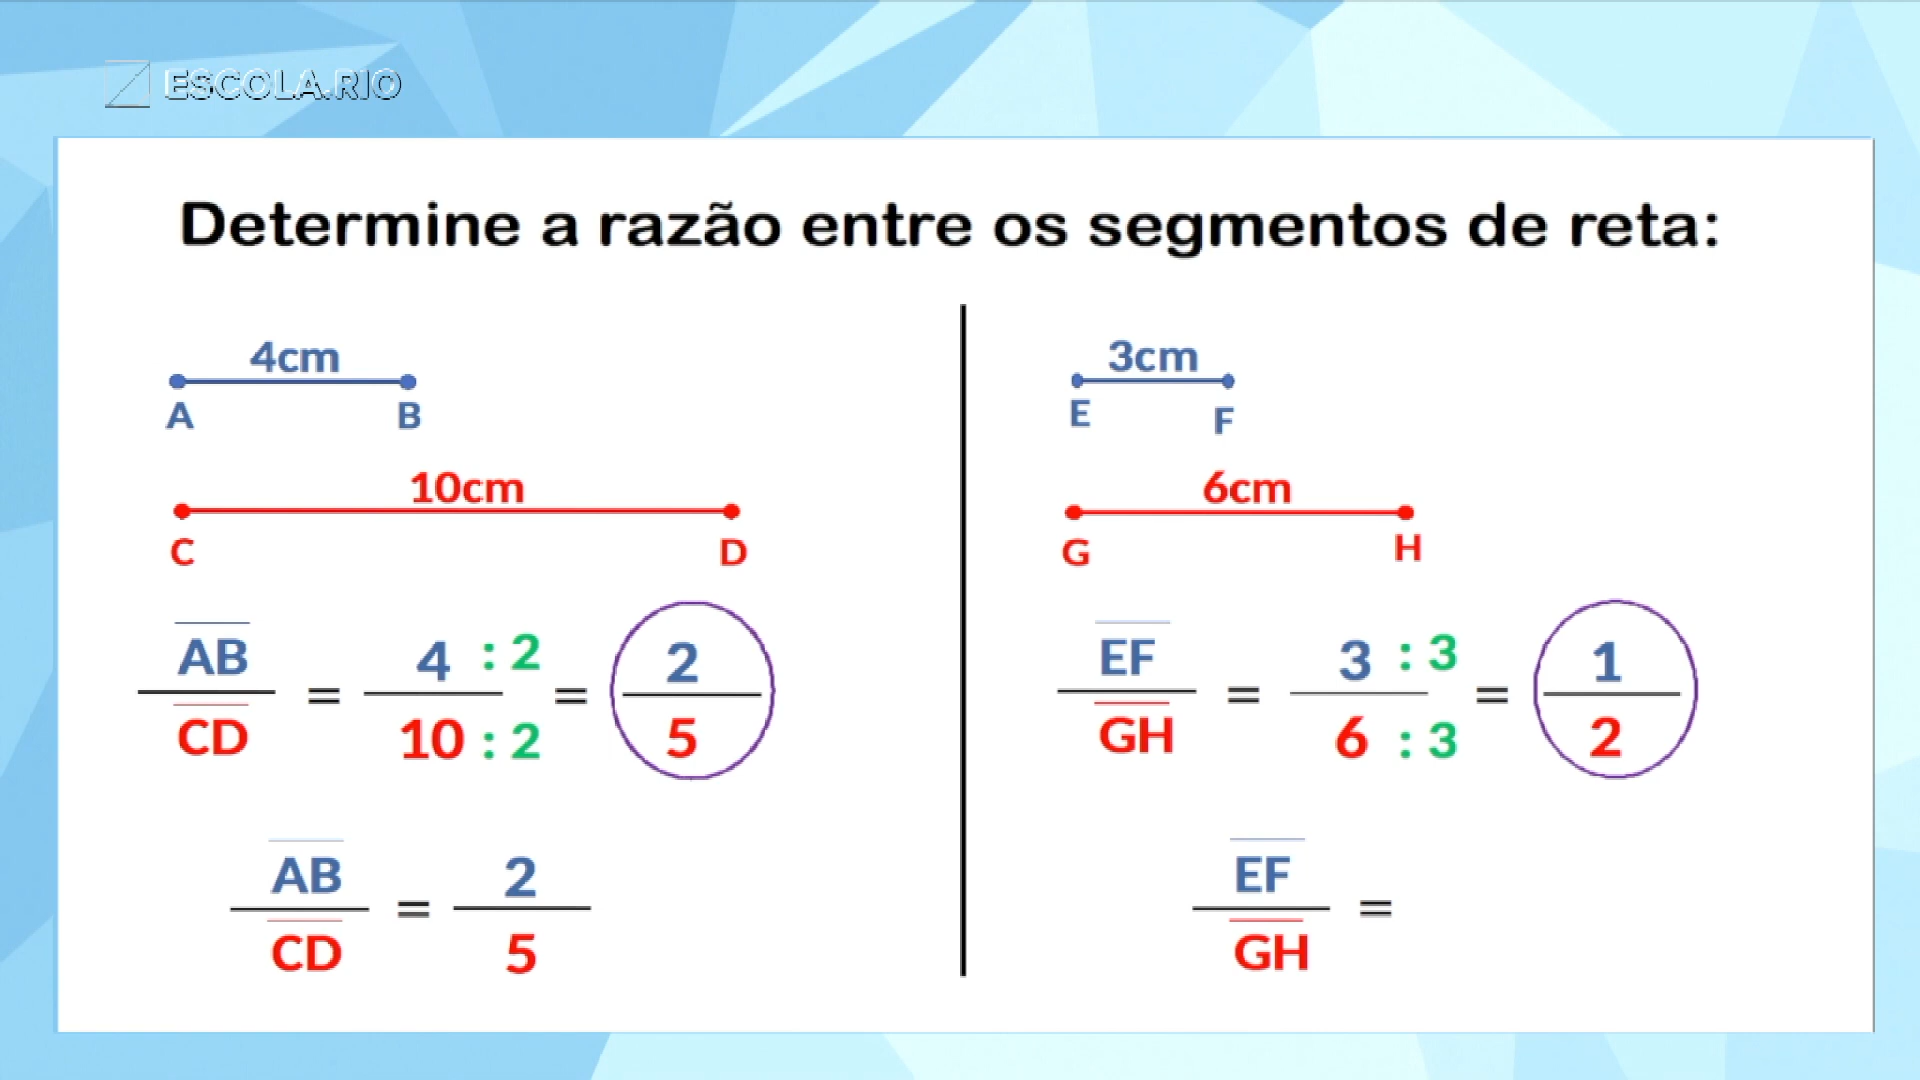 ESCOLA.RIO
Determine a razão entre os segmentos de reta:
4cm
A B
10cm
C D
AB = 4 : 2 = 2
CD 10 : 2 5
AB = 2
CD 5
3cm
E F
6cm
G H
EF = 3 : 3 = 1
GH 6 : 3 2
EF =
GH